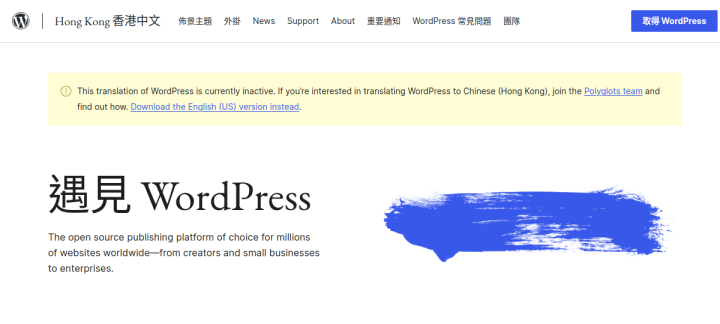 Hong Kong 香港中文 佈景主題 外掛 News Support About 重要通知 WordPress 常見問題 團隊 取得 WordPress
This translation of WordPress is currently inactive. If you're interested in translating WordPress to Chinese (Hong Kong), join the Polyglots team and
find out how. Download the English (US) version instead.
遇見 WordPress
The open source publishing platform of choice for millions
of websites worldwide—from creators and small businesses
to enterprises.